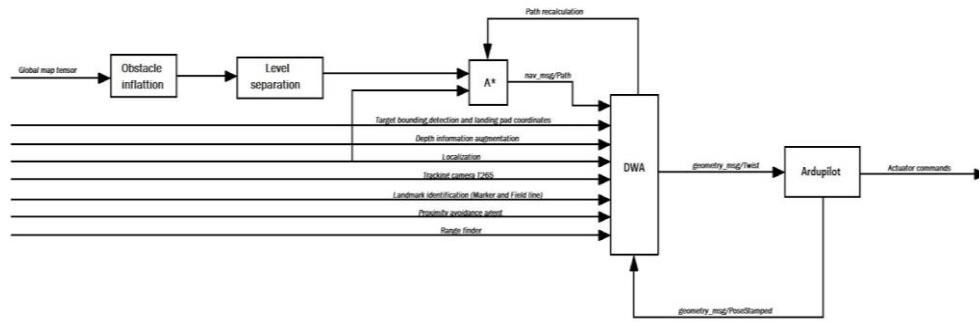 Path recalculation
Global map tensor
Obstacle
inflattion
Level
separation
A*
nav_msg/Path
Target bounding,detection and landing pad coordinates
Depth information augmentation
Localization
Tracking camera T265
Landmark identification (Marker and Field line)
Proximity avoidance agent
Range finder
DWA
geometry_msg/Twist
Ardupilot
Actuator commands
geometry_msg/PoseStamped